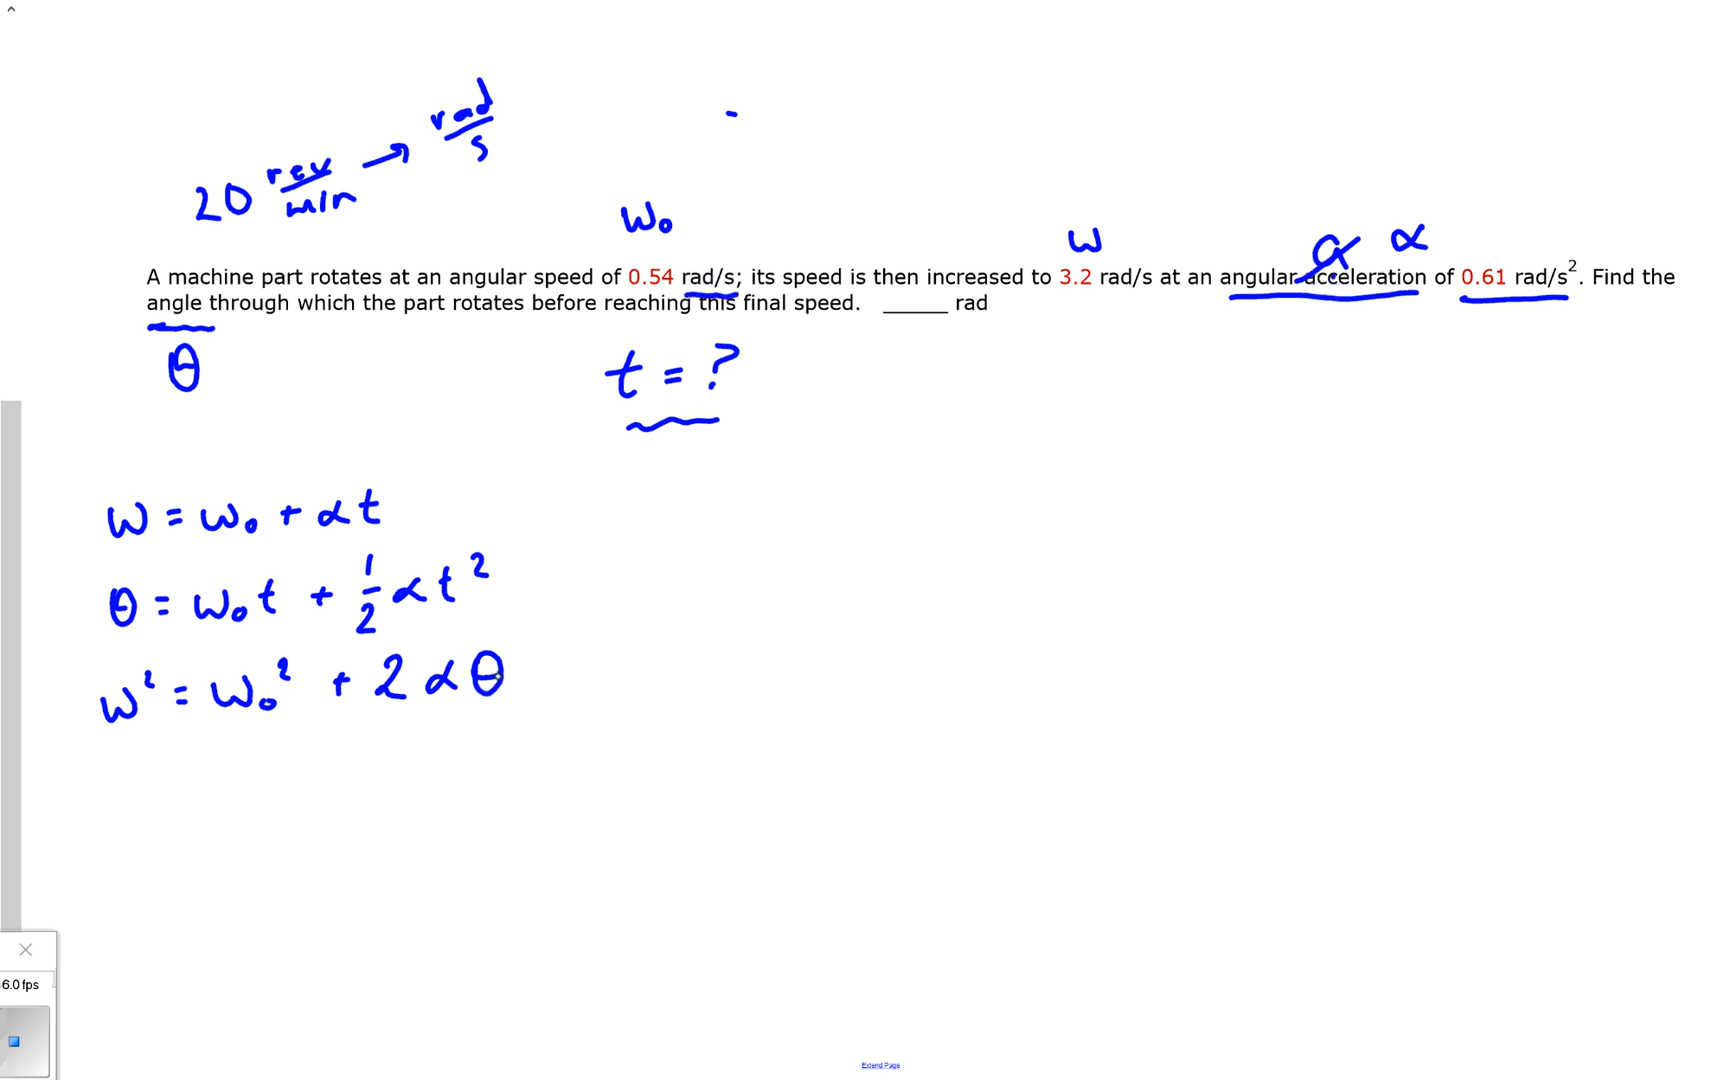 20 rev/min → rad/s
-
ω₀
ω a α
A machine part rotates at an angular speed of 0.54 rad/s; its speed is then increased to 3.2 rad/s at an angular acceleration of 0.61 rad/s². Find the
angle through which the part rotates before reaching this final speed. ______ rad
θ
t = ?
ω = ω₀ + αt
θ = ω₀t + 1/2 αt²
ω² = ω₀² + 2αθ
6.0 fps
Extend Page